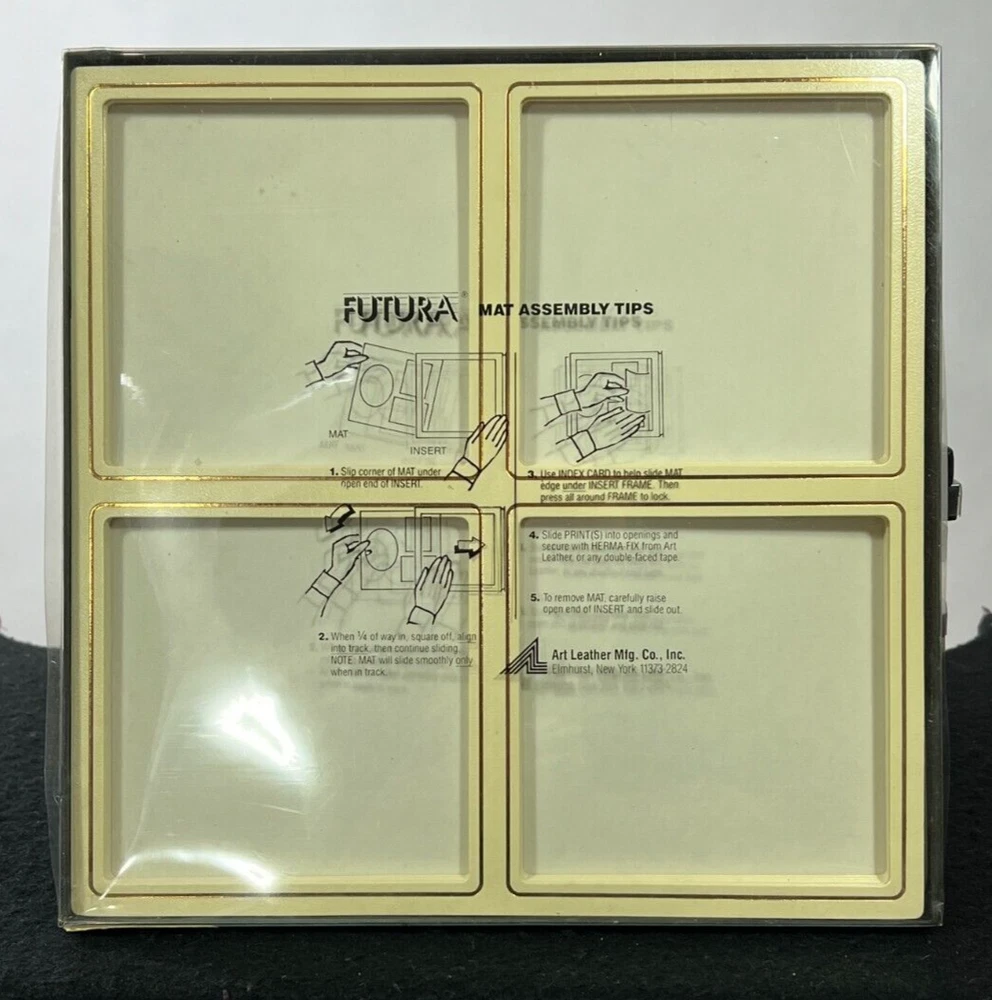 FUTURA® MAT ASSEMBLY TIPS
MAT
INSERT
1. Slip corner of MAT under
open end of INSERT.
2. When ¼ of way in, square off, align
into track, then continue sliding.
NOTE: MAT will slide smoothly only
when in track.
3. Use INDEX CARD to help slide MAT
edge under INSERT FRAME. Then
press all around FRAME to lock.
4. Slide PRINT(S) into openings and
secure with HERMA-FIX from Art
Leather, or any double-faced tape.
5. To remove MAT, carefully raise
open end of INSERT and slide out.
Art Leather Mfg. Co., Inc.
Elmhurst, New York 11373-2824